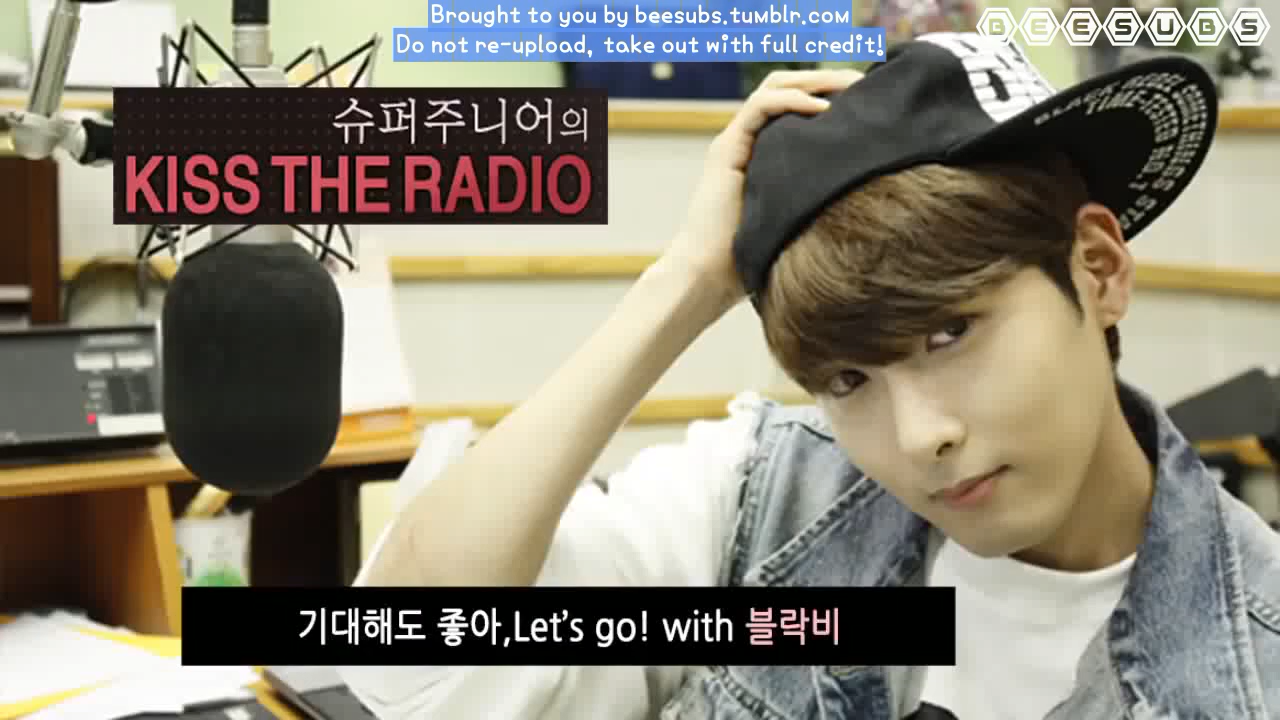 Brought to you by beesubs.tumblr.com
Do not re-upload, take out with full credit!
BEESUBS
슈퍼주니어의
KISS THE RADIO
기대해도 좋아,Let's go! with 블락비